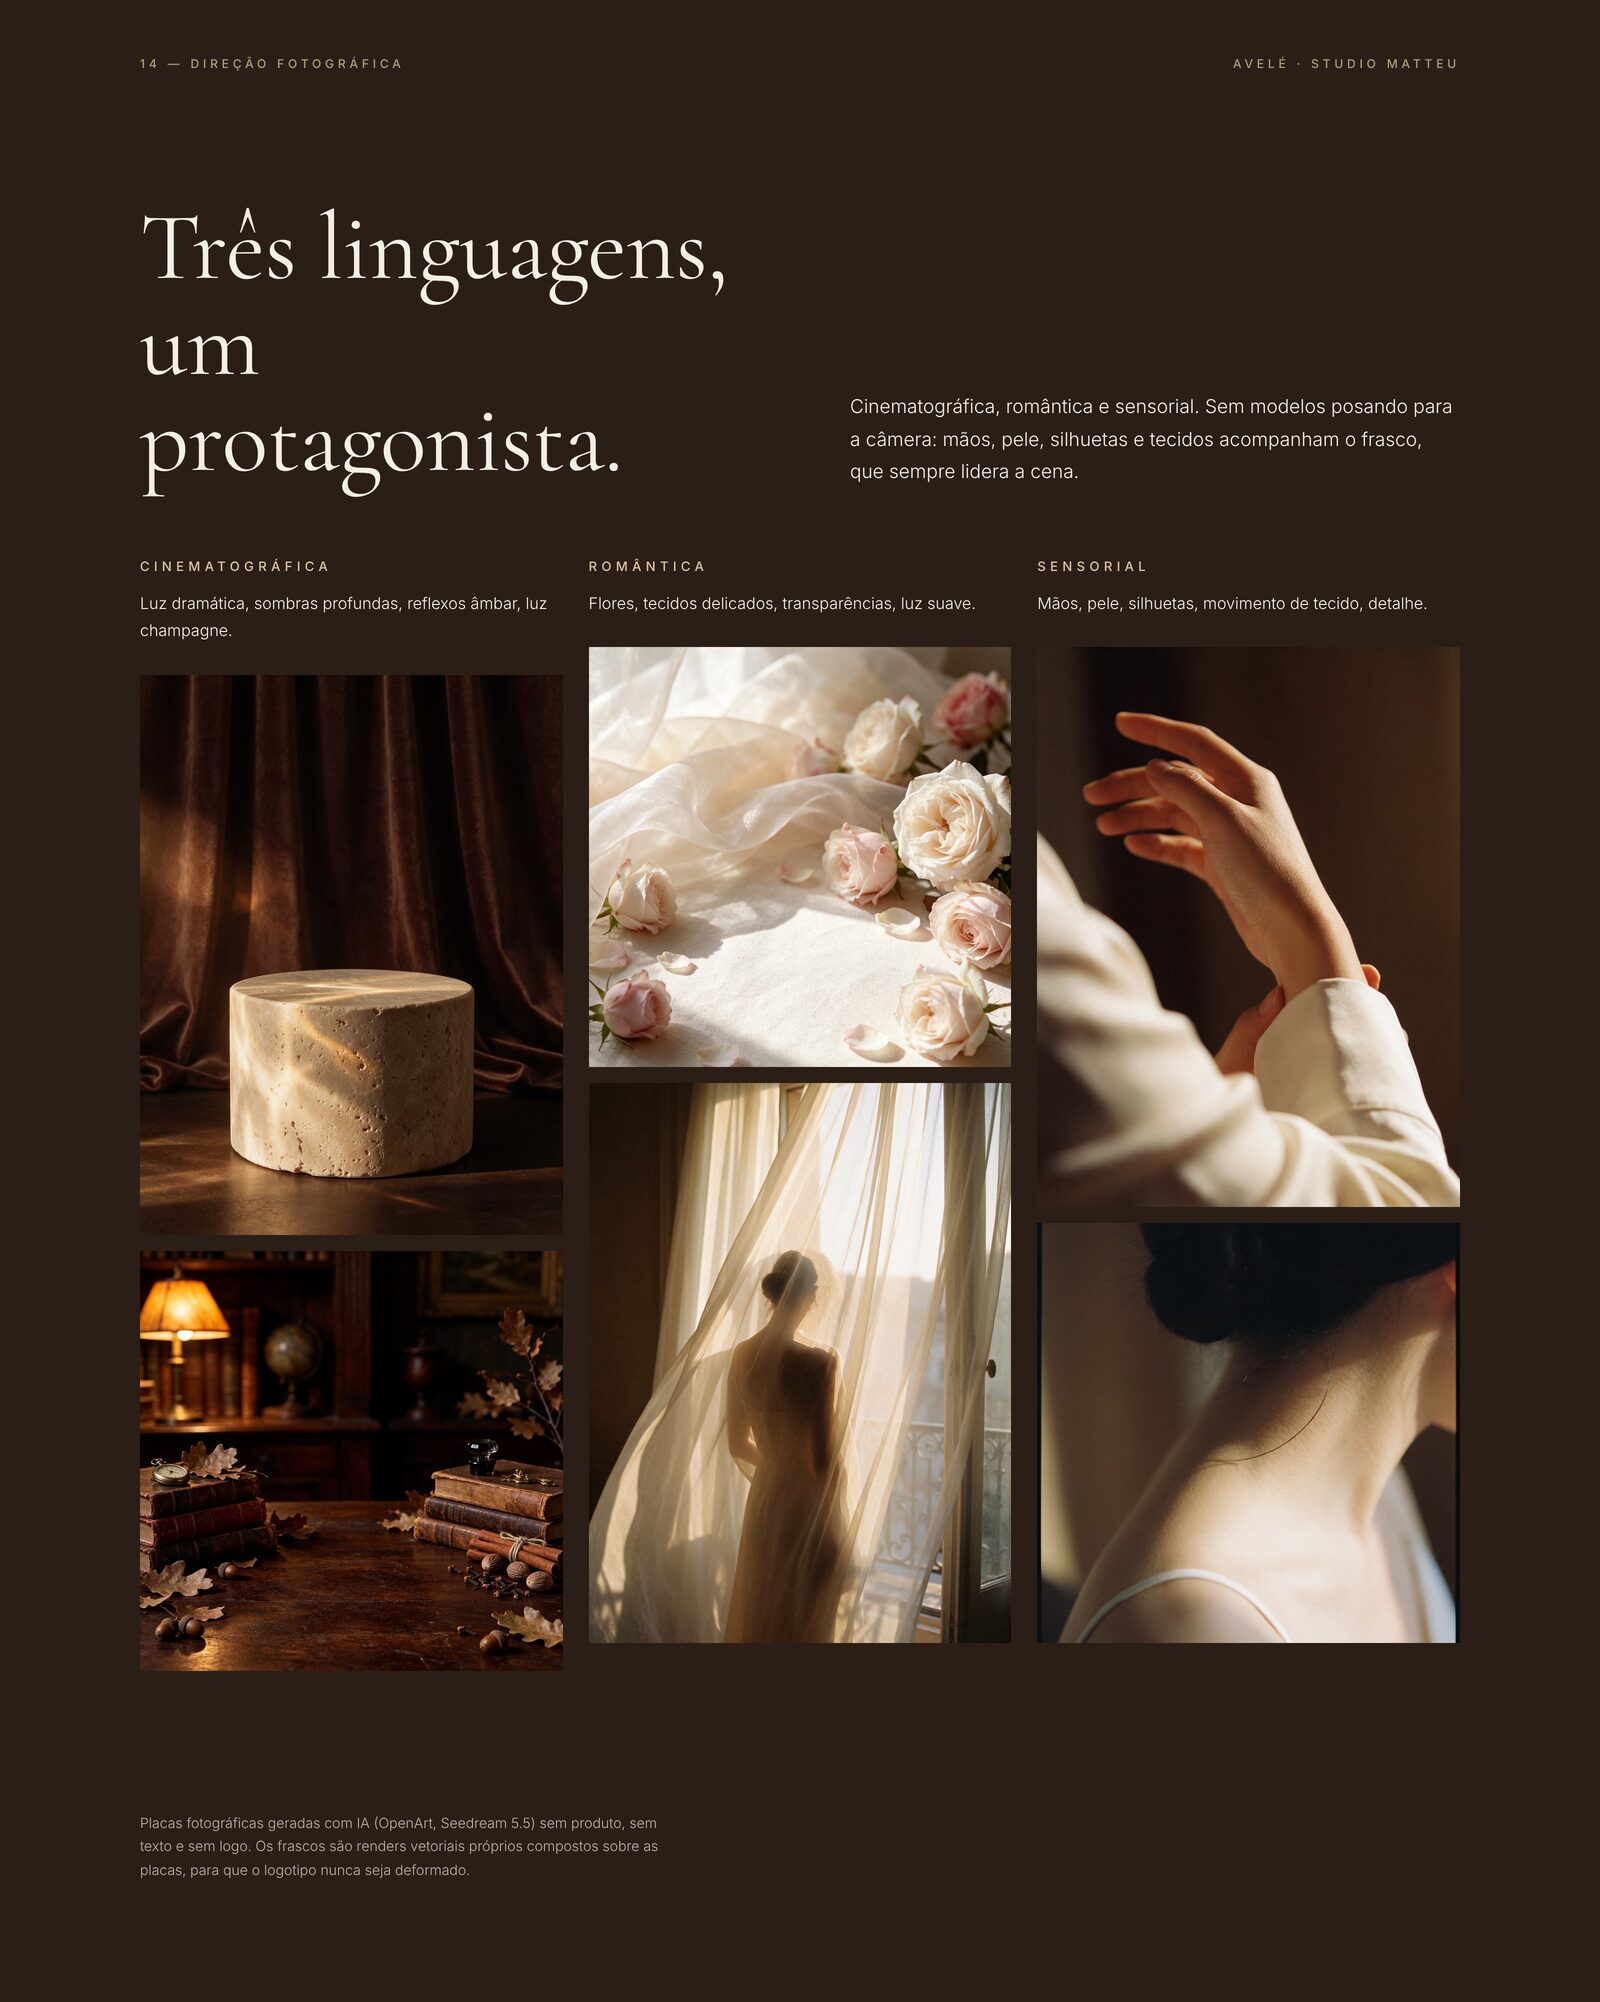 14 — DIREÇÃO FOTOGRÁFICA
AVELÉ · STUDIO MATTEU
Três linguagens,
um
protagonista.
Cinematográfica, romântica e sensorial. Sem modelos posando para
a câmera: mãos, pele, silhuetas e tecidos acompanham o frasco,
que sempre lidera a cena.
CINEMATOGRÁFICA
Luz dramática, sombras profundas, reflexos âmbar, luz
champagne.
ROMÂNTICA
Flores, tecidos delicados, transparências, luz suave.
SENSORIAL
Mãos, pele, silhuetas, movimento de tecido, detalhe.
Placas fotográficas geradas com IA (OpenArt, Seedream 5.5) sem produto, sem
texto e sem logo. Os frascos são renders vetoriais próprios compostos sobre as
placas, para que o logotipo nunca seja deformado.